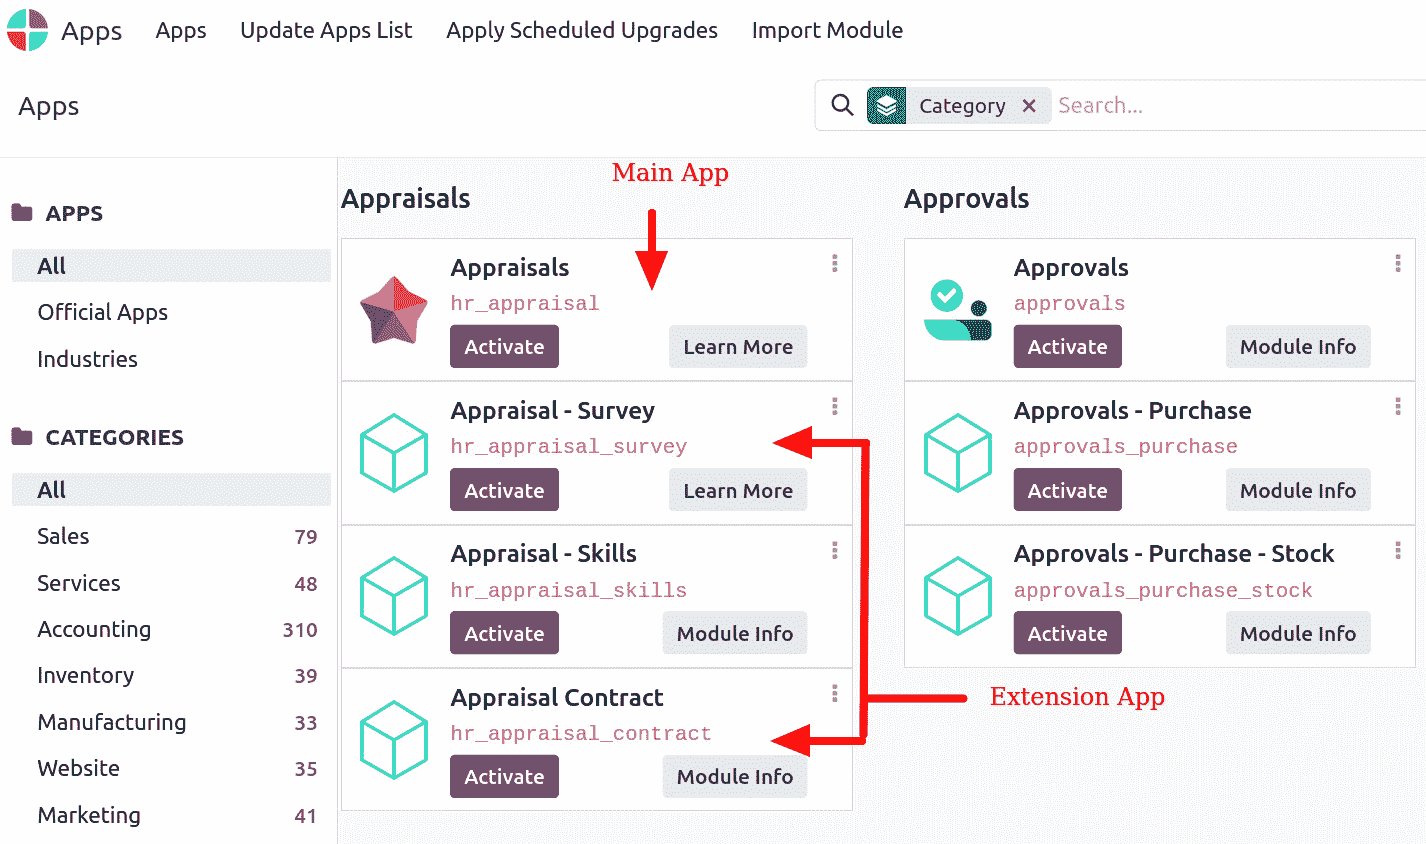 Apps Apps Update Apps List Apply Scheduled Upgrades Import Module
Apps
Category × Search...
APPS
All
Official Apps
Industries
CATEGORIES
All
Sales 79
Services 48
Accounting 310
Inventory 39
Manufacturing 33
Website 35
Marketing 41
Main App
Appraisals
Appraisals
hr_appraisal
Activate Learn More
Appraisal - Survey
hr_appraisal_survey
Activate Learn More
Appraisal - Skills
hr_appraisal_skills
Activate Module Info
Appraisal Contract
hr_appraisal_contract
Activate Module Info
Approvals
Approvals
approvals
Activate Module Info
Approvals - Purchase
approvals_purchase
Activate Module Info
Approvals - Purchase - Stock
approvals_purchase_stock
Activate Module Info
Extension App